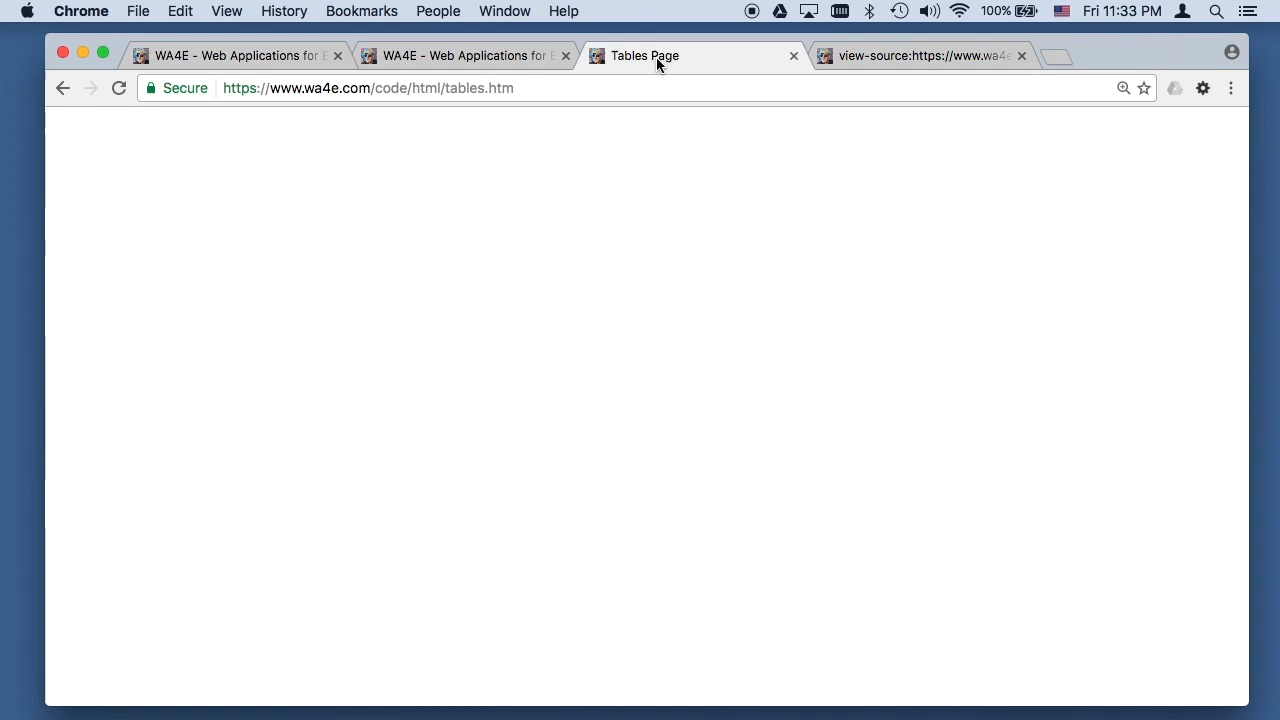 Chrome File Edit View History Bookmarks People Window Help 100% Fri 11:33 PM
WA4E - Web Applications for E WA4E - Web Applications for E Tables Page view-source:https://www.wa4e
Secure https://www.wa4e.com/code/html/tables.htm